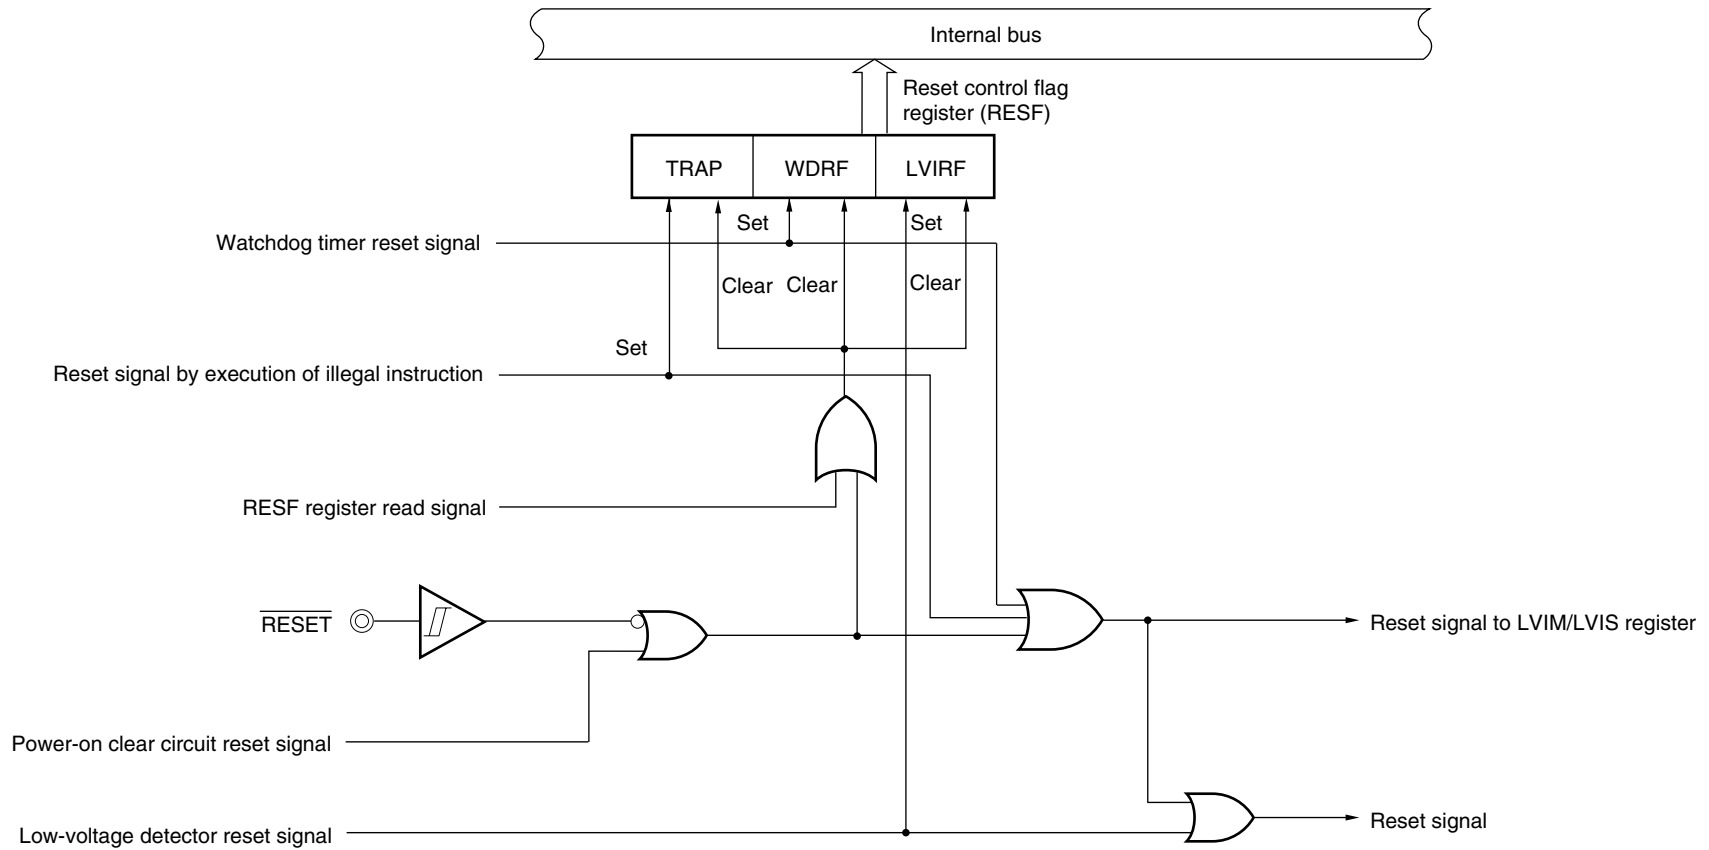 Internal bus
Reset control flag
register (RESF)
TRAP
WDRF
LVIRF
Set
Set
Watchdog timer reset signal
Clear
Clear
Clear
Set
Reset signal by execution of illegal instruction
RESF register read signal
RESET
Reset signal to LVIM/LVIS register
Power-on clear circuit reset signal
Low-voltage detector reset signal
Reset signal